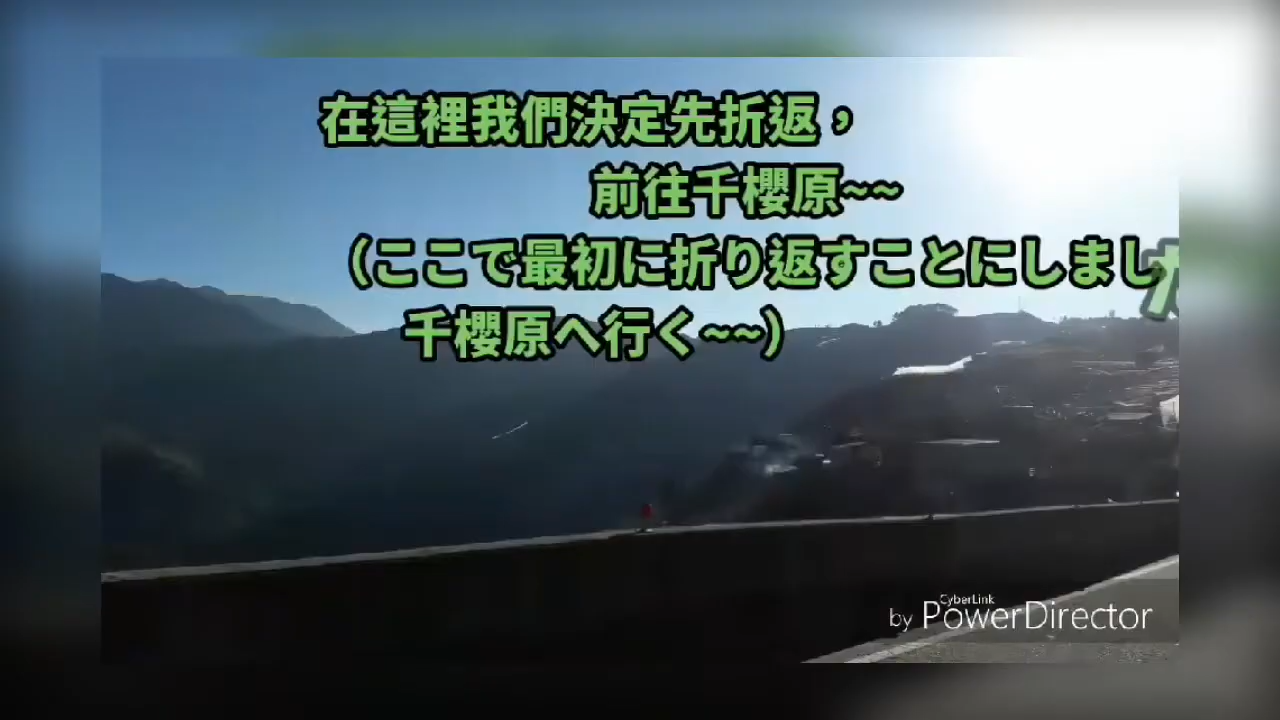 在這裡我們決定先折返，
前往千櫻原~~
（ここで最初に折り返すことにしました
千櫻原へ行く~~）
by CyberLink PowerDirector